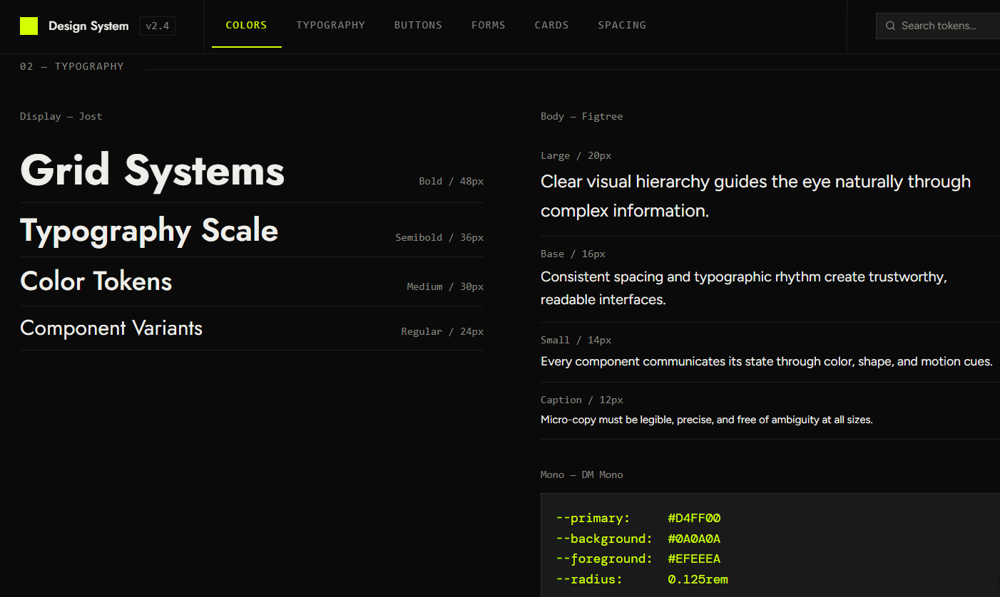 Design System v2.4 COLORS TYPOGRAPHY BUTTONS FORMS CARDS SPACING Search tokens...
02 — TYPOGRAPHY
Display — Jost
Grid Systems Bold / 48px
Typography Scale Semibold / 36px
Color Tokens Medium / 30px
Component Variants Regular / 24px
Body — Figtree
Large / 20px
Clear visual hierarchy guides the eye naturally through
complex information.
Base / 16px
Consistent spacing and typographic rhythm create trustworthy,
readable interfaces.
Small / 14px
Every component communicates its state through color, shape, and motion cues.
Caption / 12px
Micro-copy must be legible, precise, and free of ambiguity at all sizes.
Mono — DM Mono
--primary: #D4FF00
--background: #0A0A0A
--foreground: #EFEEEA
--radius: 0.125rem